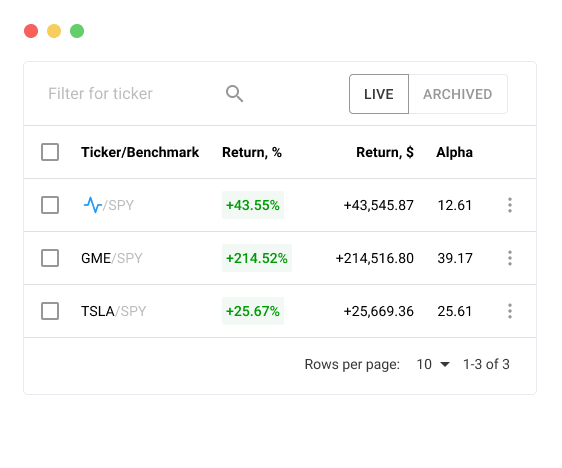 Filter for ticker LIVE ARCHIVED
Ticker/Benchmark Return, % Return, $ Alpha
/SPY +43.55% +43,545.87 12.61
GME/SPY +214.52% +214,516.80 39.17
TSLA/SPY +25.67% +25,669.36 25.61
Rows per page: 10 1-3 of 3